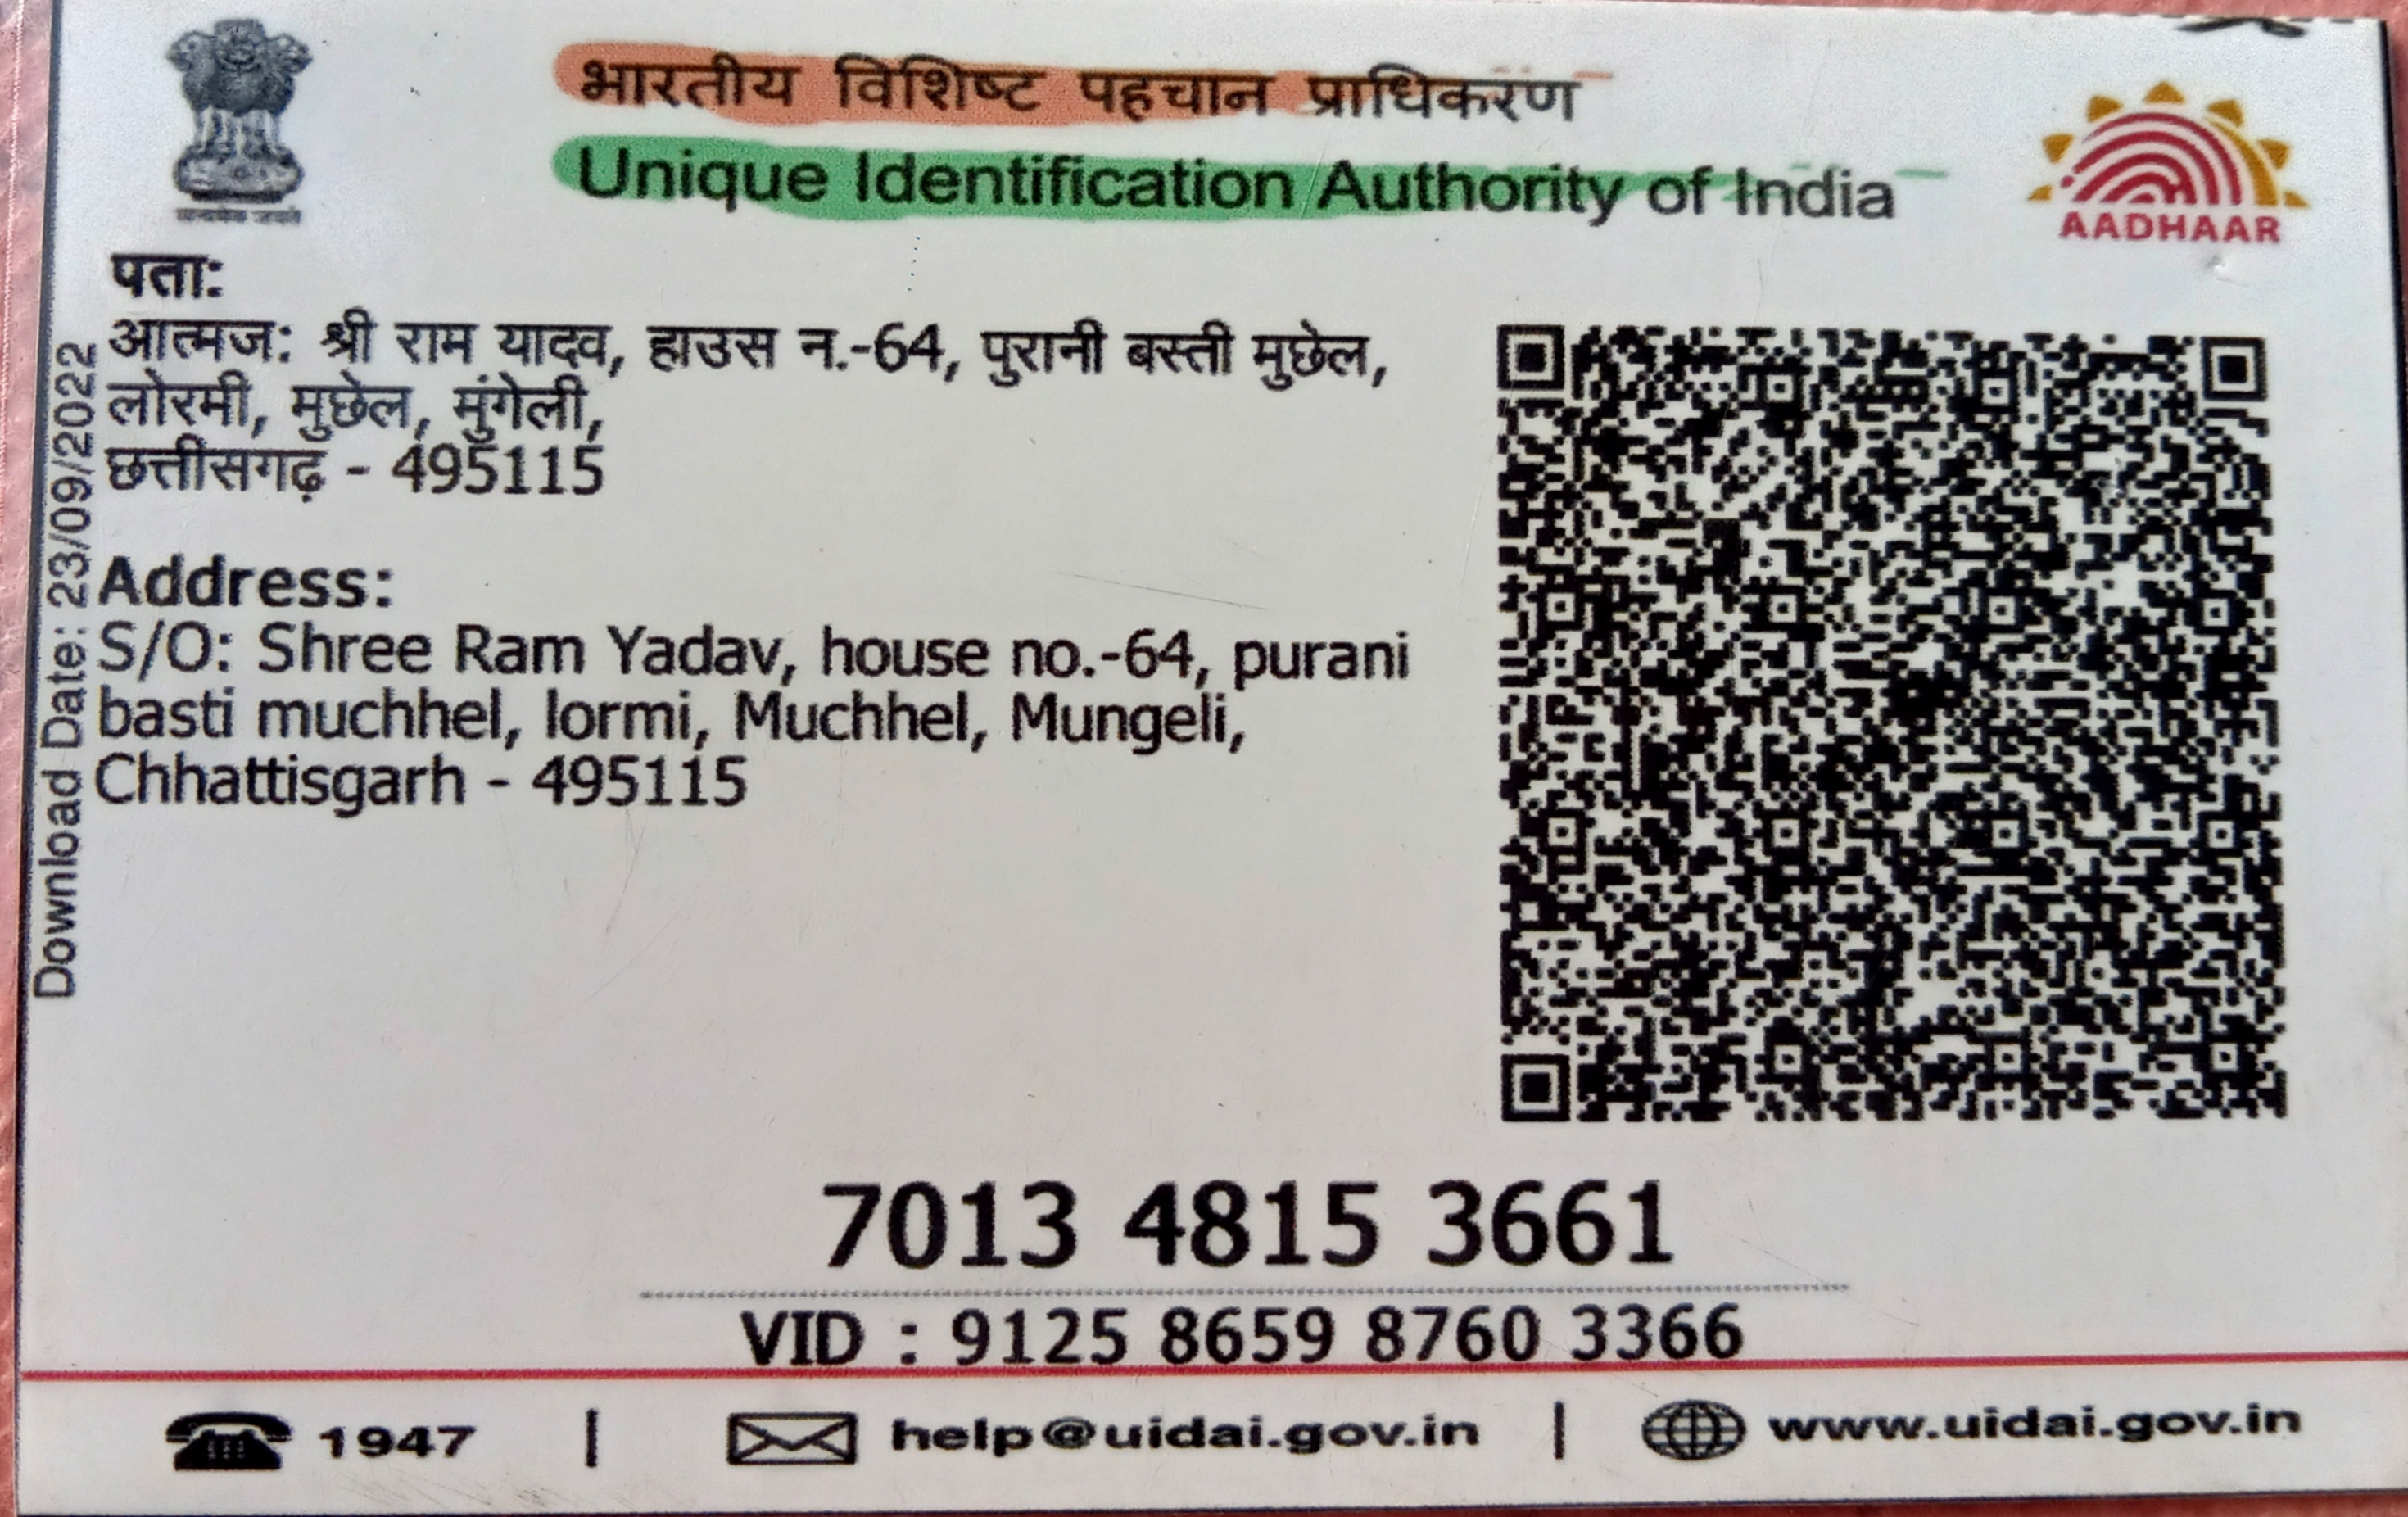 भारतीय विशिष्ट पहचान प्राधिकरण
Unique Identification Authority of India
AADHAAR
पता:
आत्मज: श्री राम यादव, हाउस न.-64, पुरानी बस्ती मुछेल,
लोरमी, मुछेल, मुंगेली,
छत्तीसगढ़ - 495115
Address:
S/O: Shree Ram Yadav, house no.-64, purani
basti muchhel, lormi, Muchhel, Mungeli,
Chhattisgarh - 495115
Download Date: 23/09/2022
7013 4815 3661
VID : 9125 8659 8760 3366
1947 | help@uidai.gov.in | www.uidai.gov.in